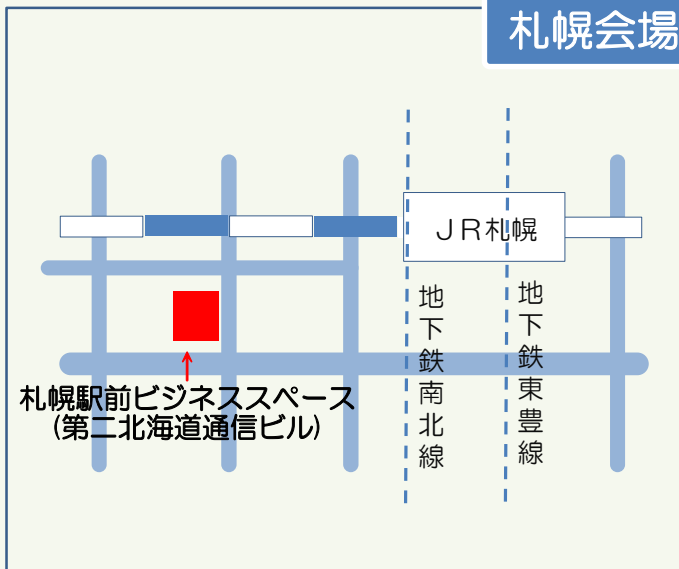 札幌会場
JR札幌
地下鉄南北線
地下鉄東豊線
札幌駅前ビジネススペース
(第二北海道通信ビル)